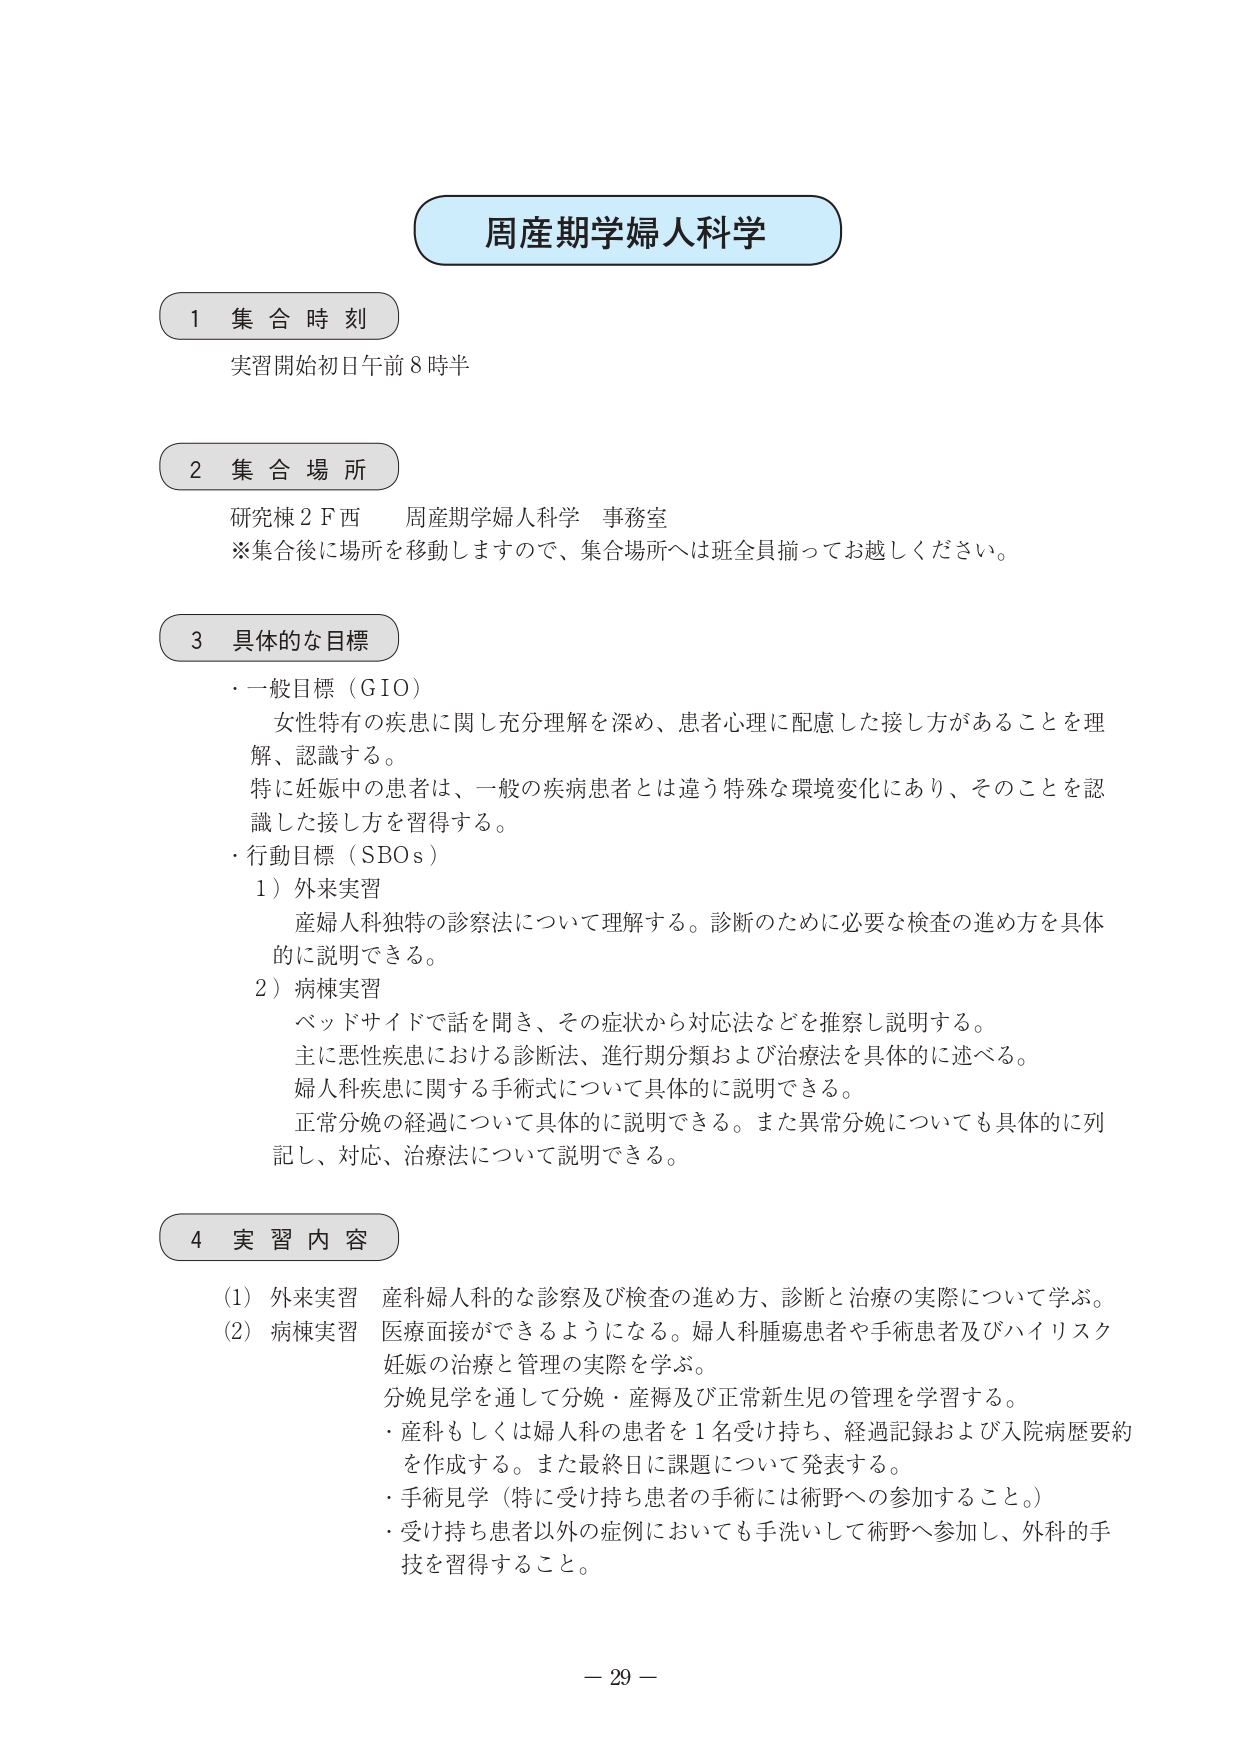 周産期学婦人科学
1 集合時刻
実習開始初日午前８時半
2 集合場所
研究棟２Ｆ西　周産期学婦人科学　事務室
※集合後に場所を移動しますので、集合場所へは班全員揃ってお越しください。
3 具体的な目標
・一般目標（GIO）
女性特有の疾患に関し充分理解を深め、患者心理に配慮した接し方があることを理
解、認識する。
特に妊娠中の患者は、一般の疾病患者とは違う特殊な環境変化にあり、そのことを認
識した接し方を習得する。
・行動目標（SBOs）
１）外来実習
産婦人科独特の診察法について理解する。診断のために必要な検査の進め方を具体
的に説明できる。
２）病棟実習
ベッドサイドで話を聞き、その症状から対応法などを推察し説明する。
主に悪性疾患における診断法、進行期分類および治療法を具体的に述べる。
婦人科疾患に関する手術式について具体的に説明できる。
正常分娩の経過について具体的に説明できる。また異常分娩についても具体的に列
記し、対応、治療法について説明できる。
4 実習内容
(1) 外来実習　産科婦人科的な診察及び検査の進め方、診断と治療の実際について学ぶ。
(2) 病棟実習　医療面接ができるようになる。婦人科腫瘍患者や手術患者及びハイリスク
妊娠の治療と管理の実際を学ぶ。
分娩見学を通して分娩・産褥及び正常新生児の管理を学習する。
・産科もしくは婦人科の患者を１名受け持ち、経過記録および入院病歴要約
を作成する。また最終日に課題について発表する。
・手術見学（特に受け持ち患者の手術には術野への参加すること。）
・受け持ち患者以外の症例においても手洗いして術野へ参加し、外科的手
技を習得すること。
― 29 ―